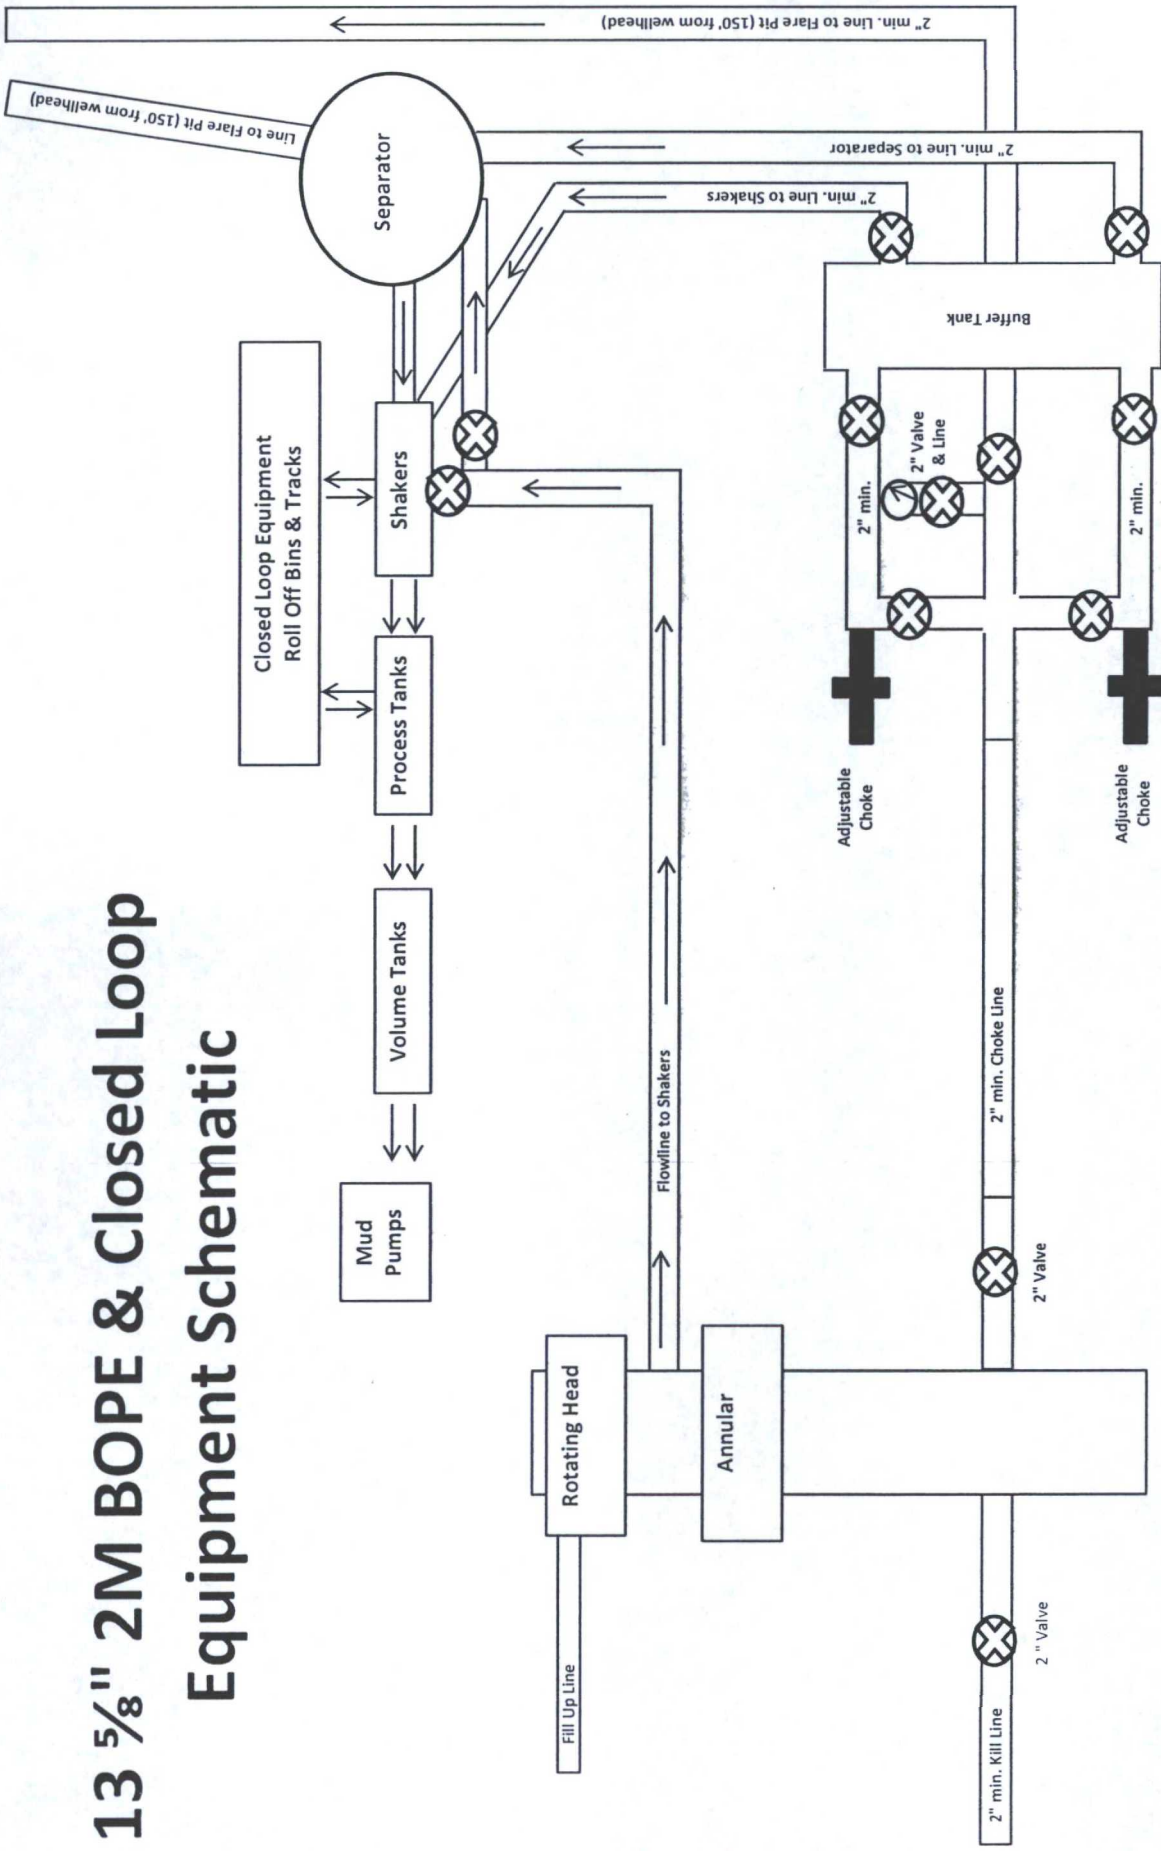 13 ⅝" 2M BOPE & Closed Loop
Equipment Schematic
Closed Loop Equipment
Roll Off Bins & Tracks
Mud
Pumps
Volume Tanks
Process Tanks
Shakers
Separator
Line to Flare Pit (150' from wellhead)
2" min. Line to Flare Pit (150' from wellhead)
2" min. Line to Separator
2" min. Line to Shakers
Fill Up Line
Rotating Head
Flowline to Shakers
Annular
2" min. Kill Line
2 " Valve
2" Valve
2" min. Choke Line
Adjustable
Choke
2" min.
2" Valve
& Line
Buffer Tank
Adjustable
Choke
2" min.